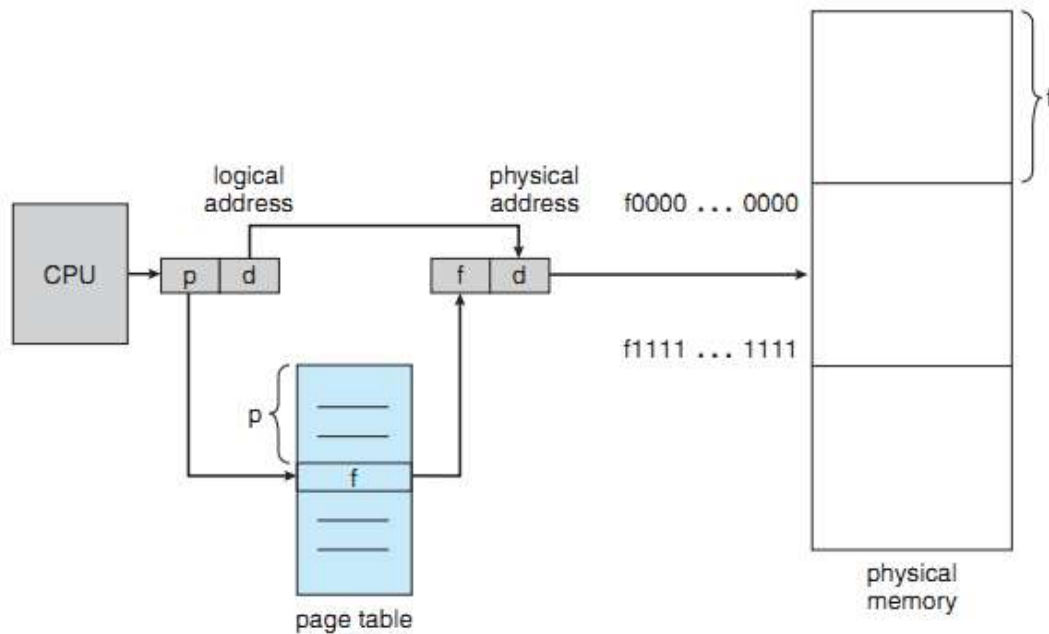 logical
address
physical
address
f0000 ... 0000
CPU
p
d
f
d
f1111 ... 1111
p
f
page table
physical
memory